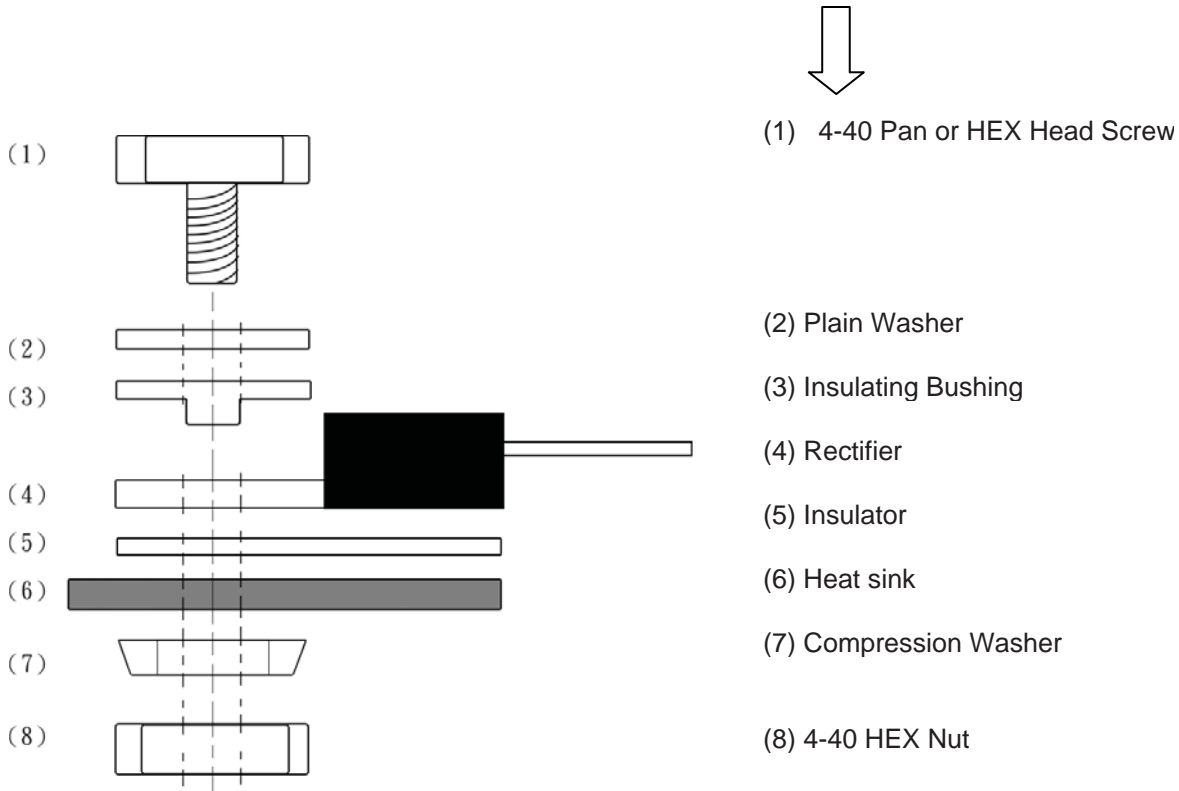 (1)
(1) 4-40 Pan or HEX Head Screw
(2)
(2) Plain Washer
(3)
(3) Insulating Bushing
(4)
(4) Rectifier
(5)
(5) Insulator
(6)
(6) Heat sink
(7)
(7) Compression Washer
(8)
(8) 4-40 HEX Nut